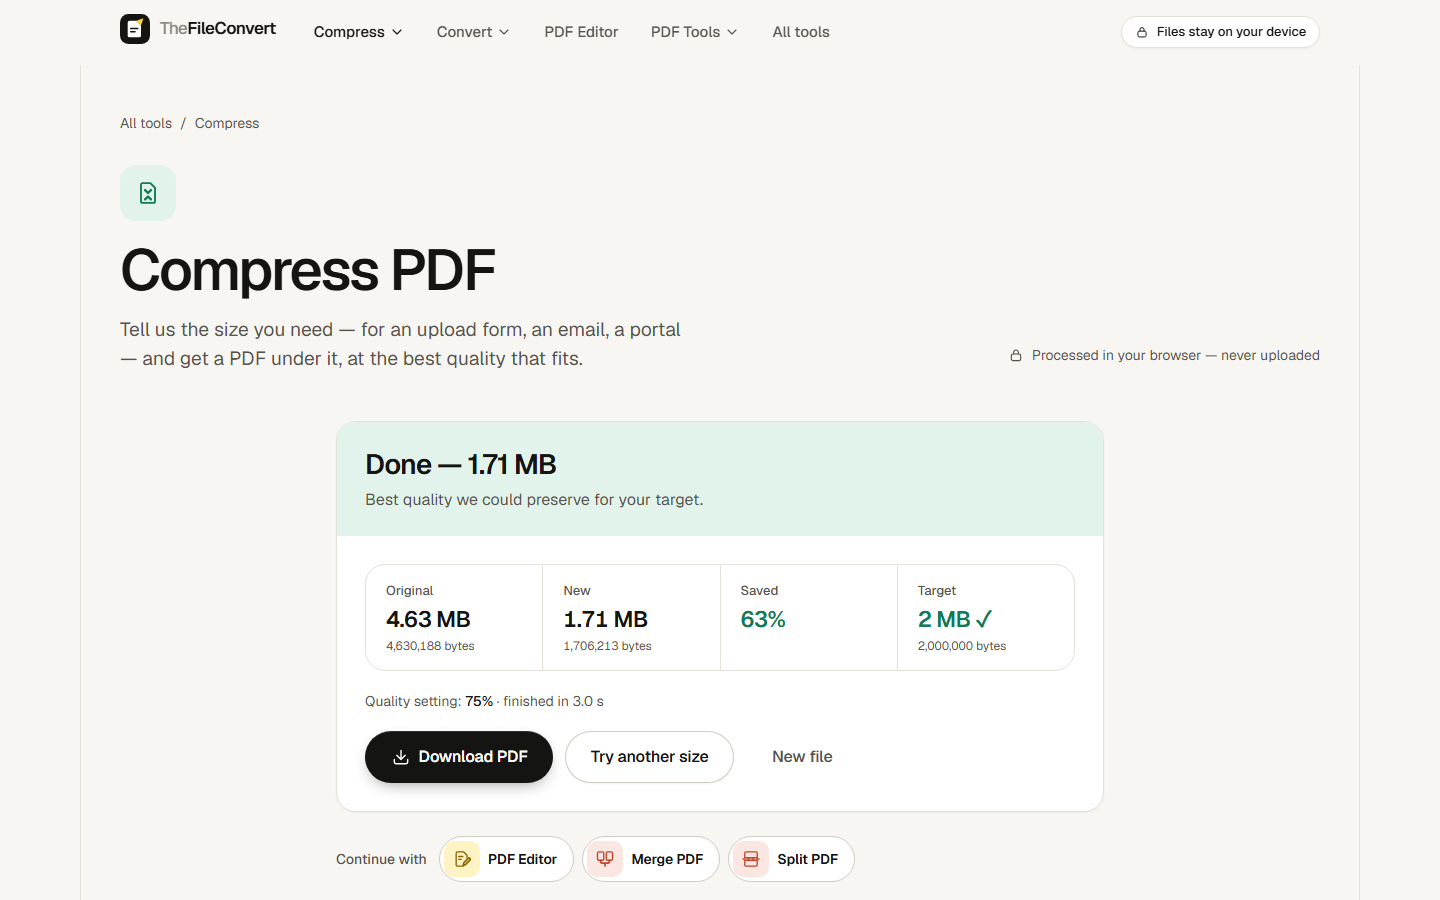 TheFileConvert
Compress
Convert
PDF Editor
PDF Tools
All tools
Files stay on your device
All tools / Compress
Compress PDF
Tell us the size you need — for an upload form, an email, a portal
— and get a PDF under it, at the best quality that fits.
Processed in your browser — never uploaded
Done — 1.71 MB
Best quality we could preserve for your target.
Original
4.63 MB
4,630,188 bytes
New
1.71 MB
1,706,213 bytes
Saved
63%
Target
2 MB ✓
2,000,000 bytes
Quality setting: 75% · finished in 3.0 s
Download PDF
Try another size
New file
Continue with
PDF Editor
Merge PDF
Split PDF